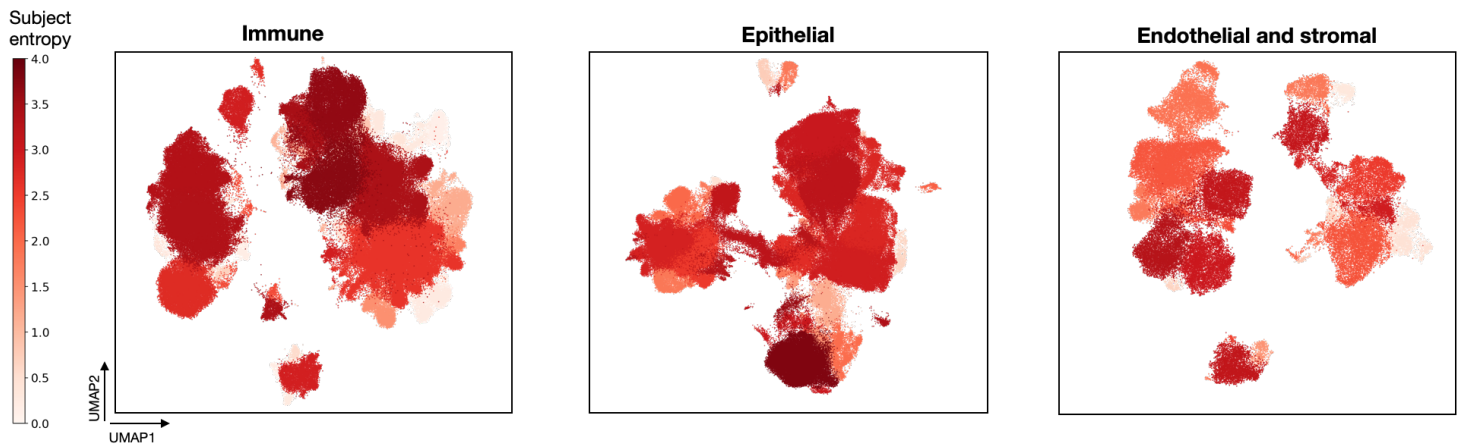 Subject
entropy
Immune
Epithelial
Endothelial and stromal
4.0
3.5
3.0
2.5
2.0
1.5
1.0
0.5
0.0
UMAP2
UMAP1